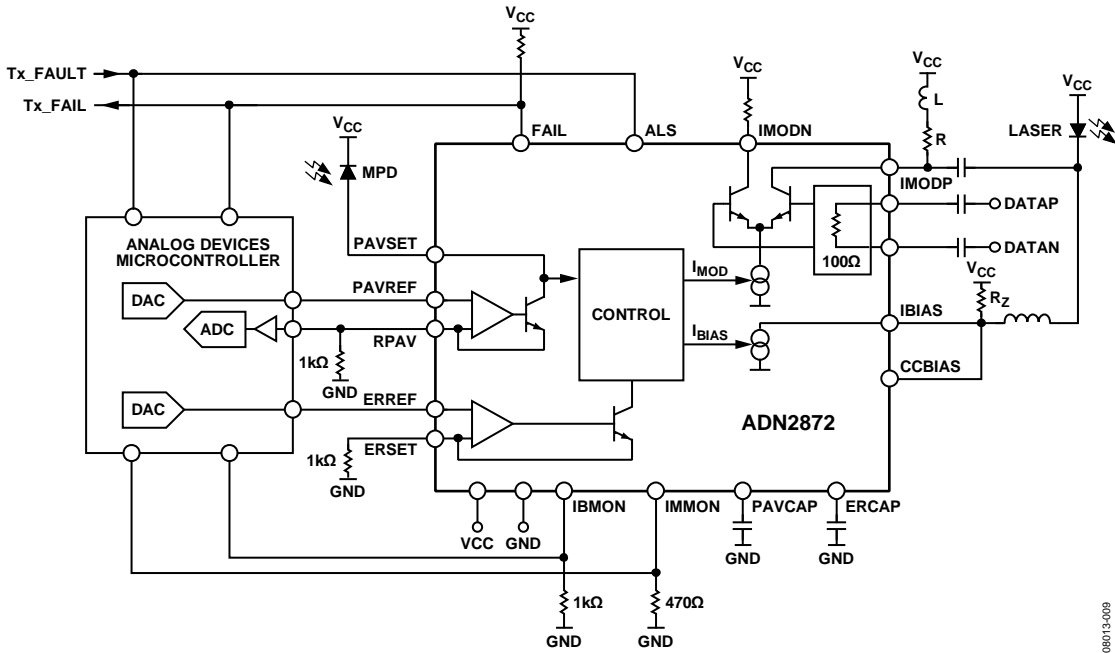 VCC
Tx_FAULT
Tx_FAIL
VCC
VCC
VCC
L
R
LASER
VCC
MPD
FAIL
ALS
IMODN
IMODP
ANALOG DEVICES
MICROCONTROLLER
PAVSET
DATAP
100Ω
DATAN
DAC
PAVREF
IMOD
VCC
RZ
ADC
RPAV
CONTROL
IBIAS
IBIAS
1kΩ
GND
CCBIAS
DAC
ERREF
ADN2872
1kΩ
ERSET
GND
VCC
GND
IBMON
IMMON
PAVCAP
ERCAP
GND
GND
1kΩ
470Ω
GND
GND
08013-009